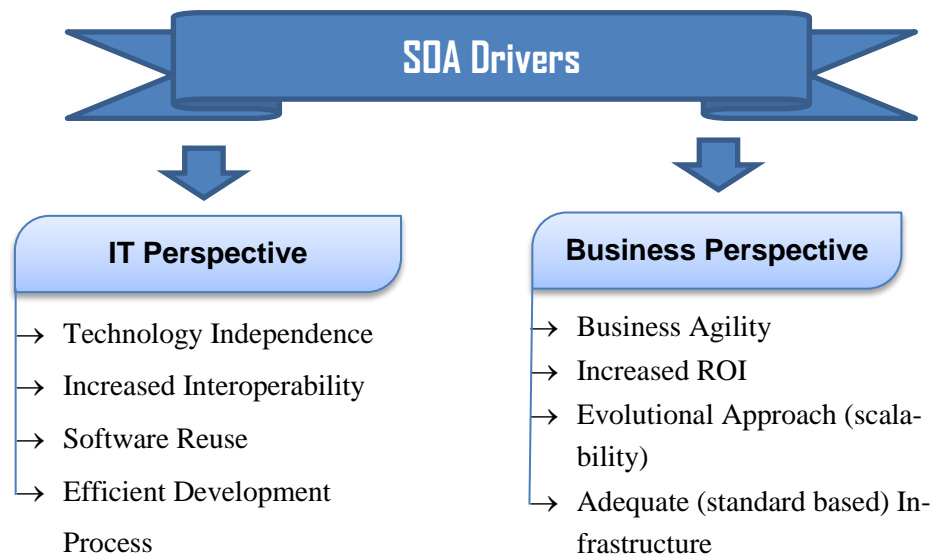 SOA Drivers
IT Perspective
→ Technology Independence
→ Increased Interoperability
→ Software Reuse
→ Efficient Development
Process
Business Perspective
→ Business Agility
→ Increased ROI
→ Evolutional Approach (scala-
bility)
→ Adequate (standard based) In-
frastructure